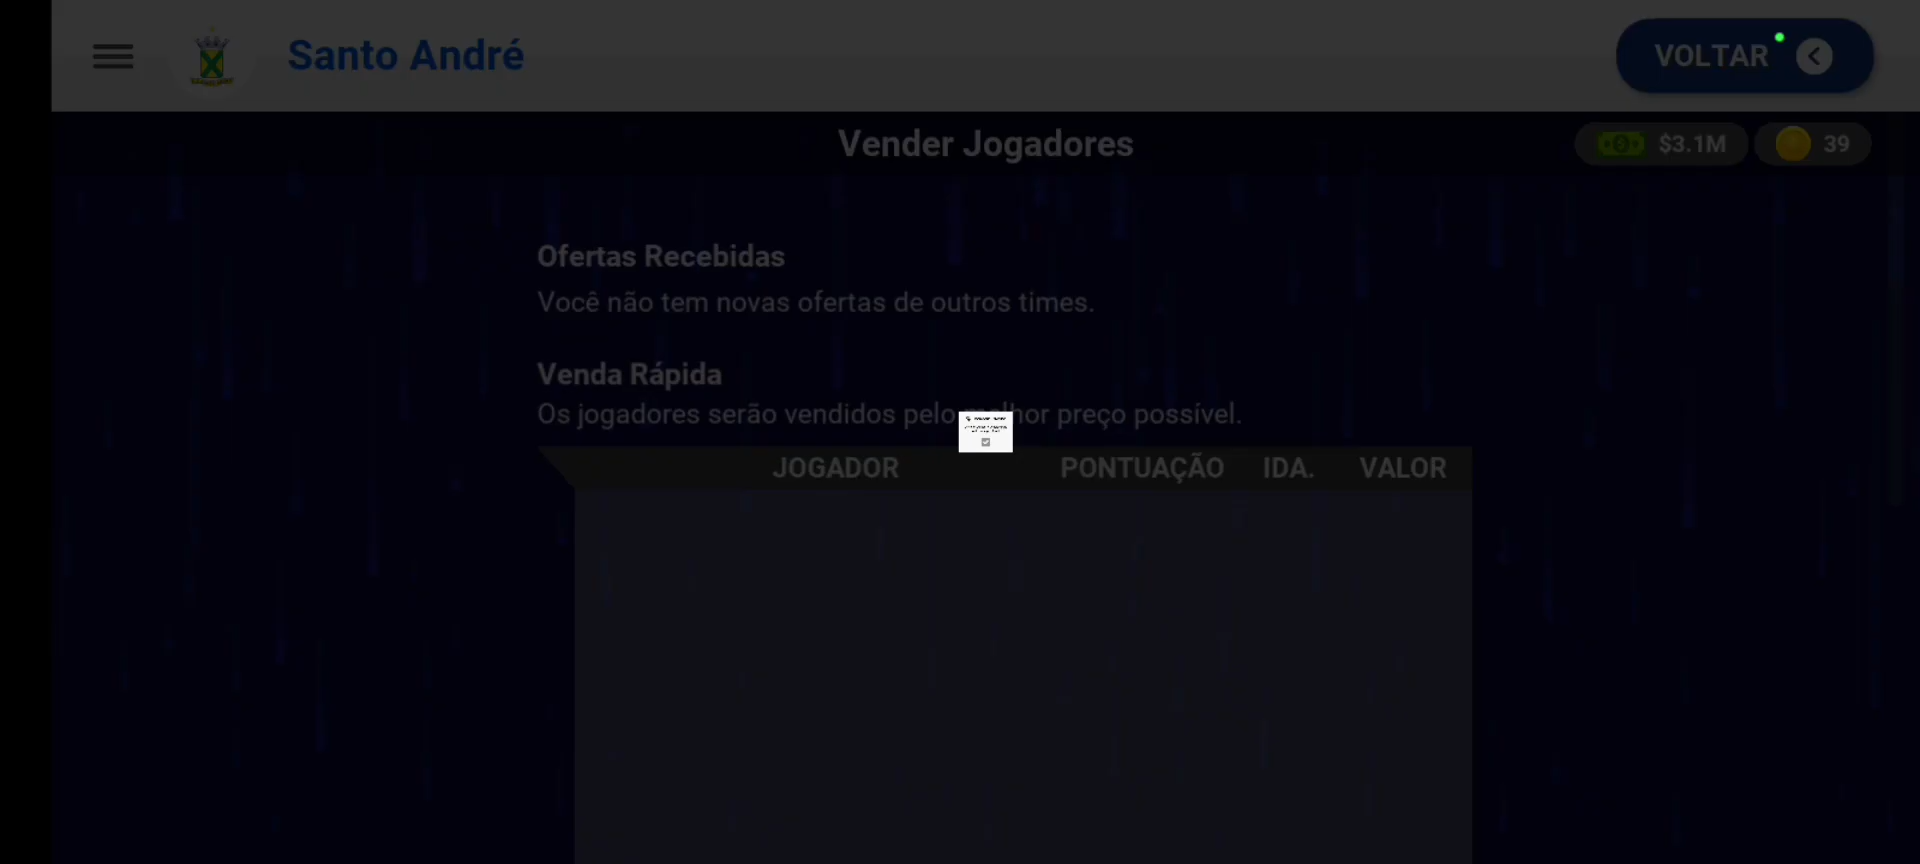 Santo André
VOLTAR
Vender Jogadores
$3.1M
39
Ofertas Recebidas
Você não tem novas ofertas de outros times.
Venda Rápida
Os jogadores serão vendidos pelo melhor preço possível.
JOGADOR PONTUAÇÃO IDA. VALOR